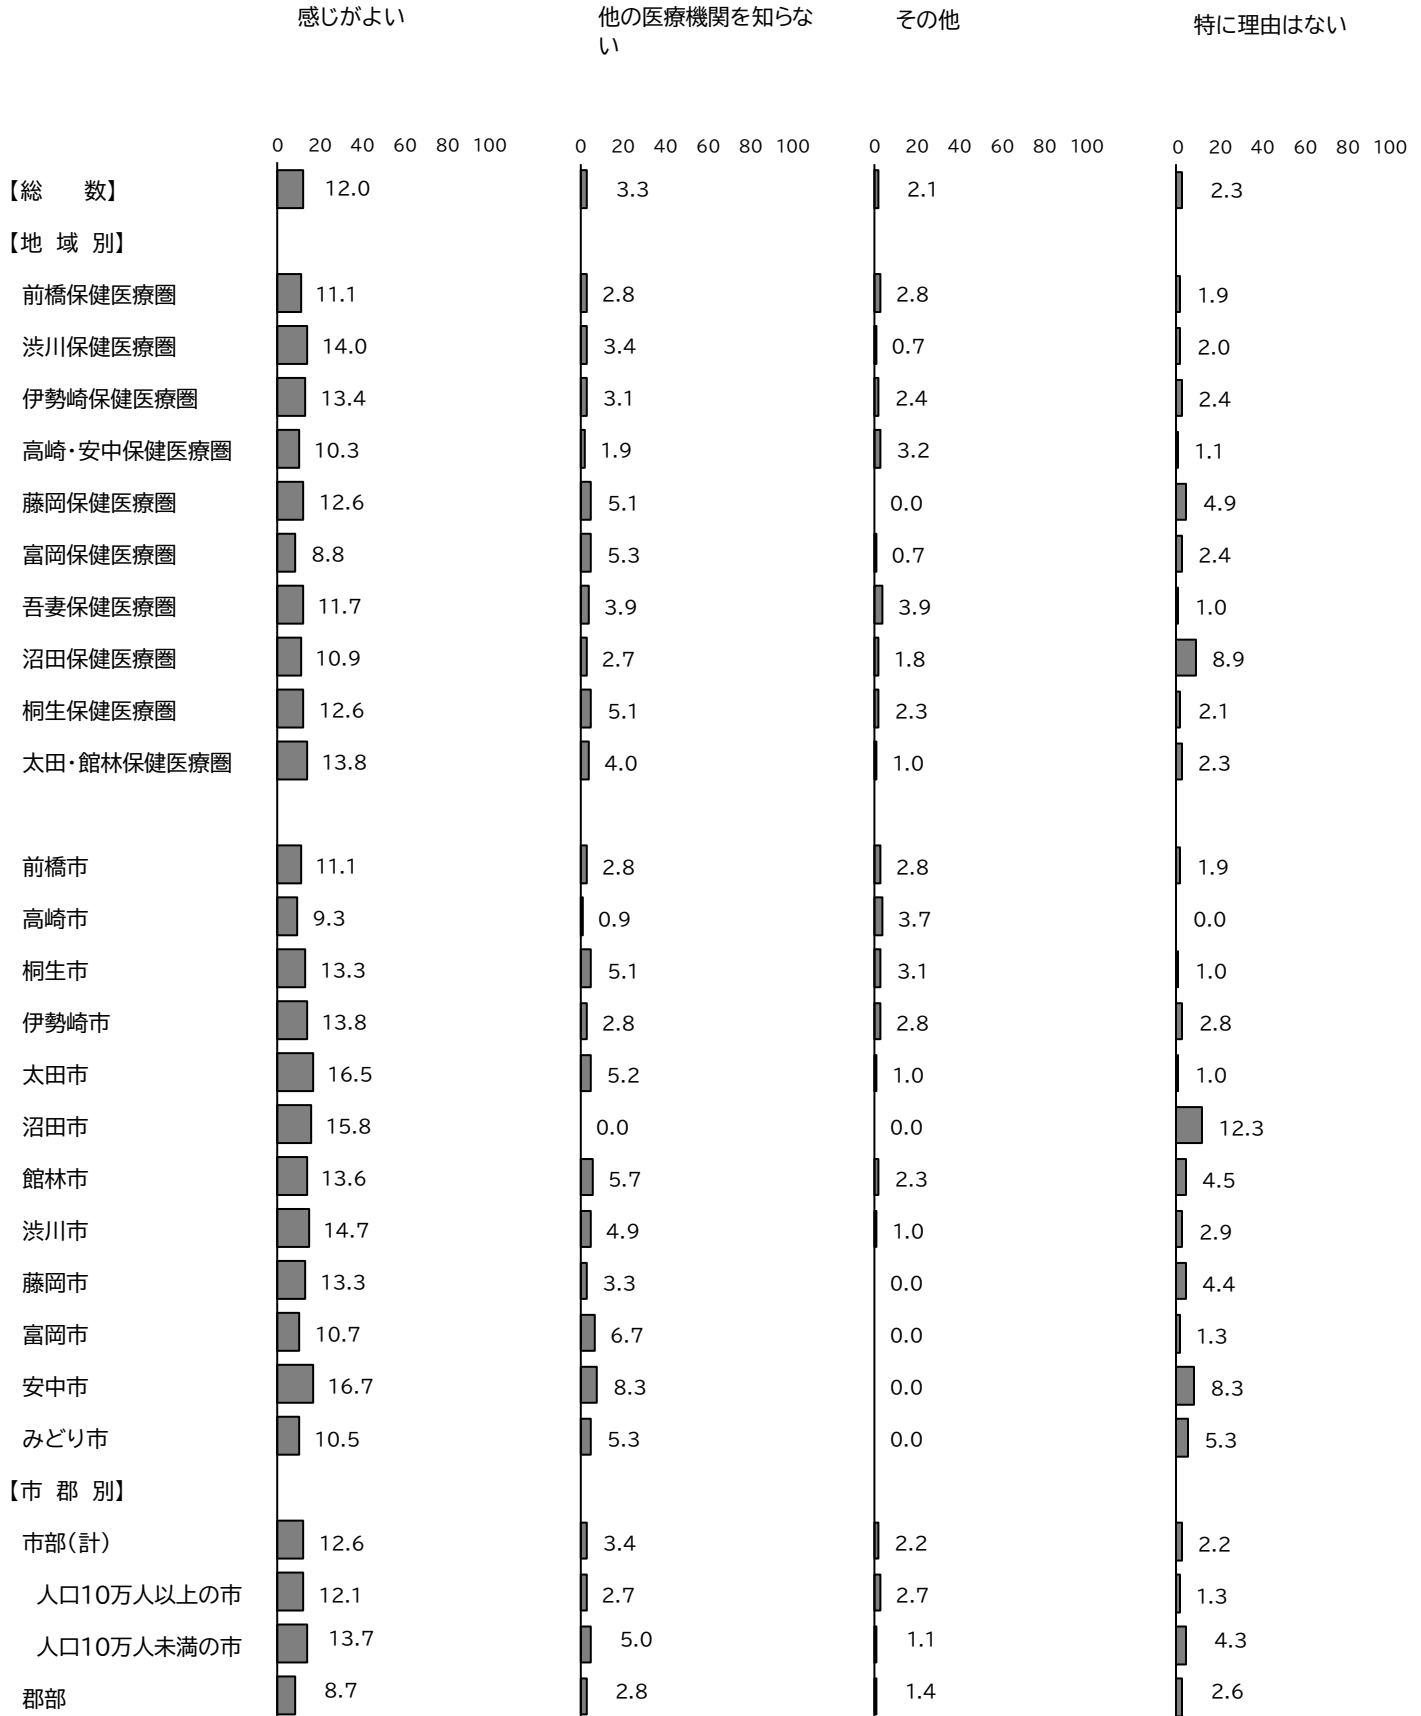 感じがよい 他の医療機関を知らな その他 特に理由はない
い
0 20 40 60 80 100 0 20 40 60 80 100 0 20 40 60 80 100 0 20 40 60 80 100
【総　数】 12.0 3.3 2.1 2.3
【地 域 別】
前橋保健医療圏 11.1 2.8 2.8 1.9
渋川保健医療圏 14.0 3.4 0.7 2.0
伊勢崎保健医療圏 13.4 3.1 2.4 2.4
高崎・安中保健医療圏 10.3 1.9 3.2 1.1
藤岡保健医療圏 12.6 5.1 0.0 4.9
富岡保健医療圏 8.8 5.3 0.7 2.4
吾妻保健医療圏 11.7 3.9 3.9 1.0
沼田保健医療圏 10.9 2.7 1.8 8.9
桐生保健医療圏 12.6 5.1 2.3 2.1
太田・館林保健医療圏 13.8 4.0 1.0 2.3
前橋市 11.1 2.8 2.8 1.9
高崎市 9.3 0.9 3.7 0.0
桐生市 13.3 5.1 3.1 1.0
伊勢崎市 13.8 2.8 2.8 2.8
太田市 16.5 5.2 1.0 1.0
沼田市 15.8 0.0 0.0 12.3
館林市 13.6 5.7 2.3 4.5
渋川市 14.7 4.9 1.0 2.9
藤岡市 13.3 3.3 0.0 4.4
富岡市 10.7 6.7 0.0 1.3
安中市 16.7 8.3 0.0 8.3
みどり市 10.5 5.3 0.0 5.3
【市 郡 別】
市部（計） 12.6 3.4 2.2 2.2
人口10万人以上の市 12.1 2.7 2.7 1.3
人口10万人未満の市 13.7 5.0 1.1 4.3
郡部 8.7 2.8 1.4 2.6